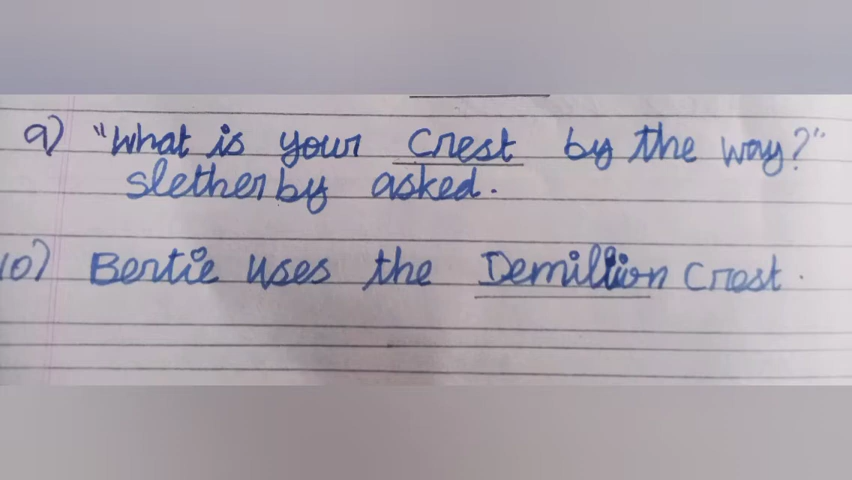 9) "What is your Crest by the way?"
sletherby asked.
10) Bertie uses the Demillion Crest.